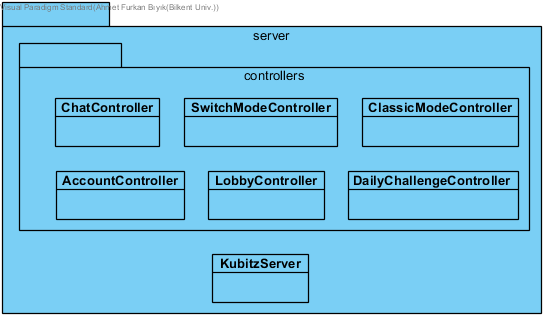 Visual Paradigm Standard(Ahmet Furkan Bıyık(Bilkent Univ.))
server
controllers
ChatController
SwitchModeController
ClassicModeController
AccountController
LobbyController
DailyChallengeController
KubitzServer